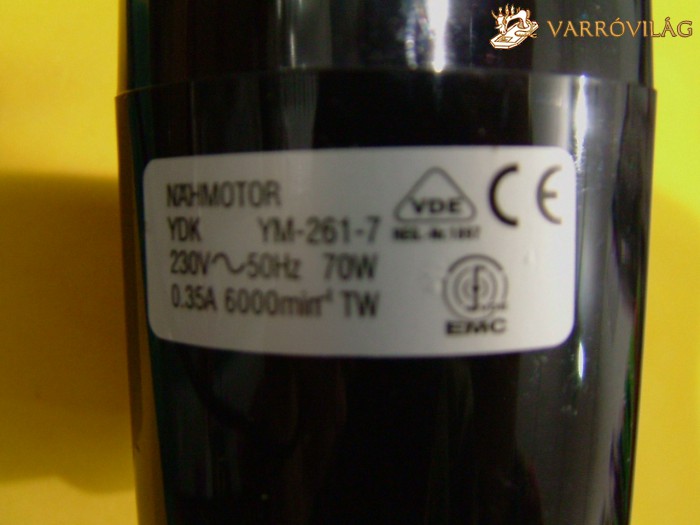 VARRÓVILÁG
NÄHMOTOR
YDK YM-261-7
230V~50Hz 70W
0.35A 6000min⁻¹ TW
VDE
CE
EMC